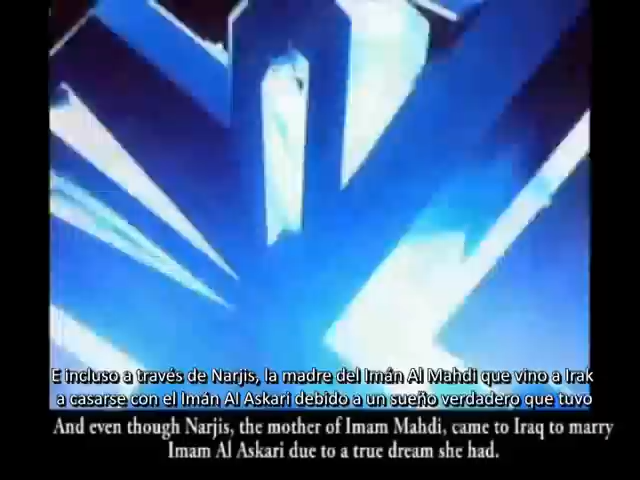 E incluso a través de Narjis, la madre del Imán Al Mahdi que vino a Irak
a casarse con el Imán Al Askari debido a un sueño verdadero que tuvo
And even though Narjis, the mother of Imam Mahdi, came to Iraq to marry
Imam Al Askari due to a true dream she had.